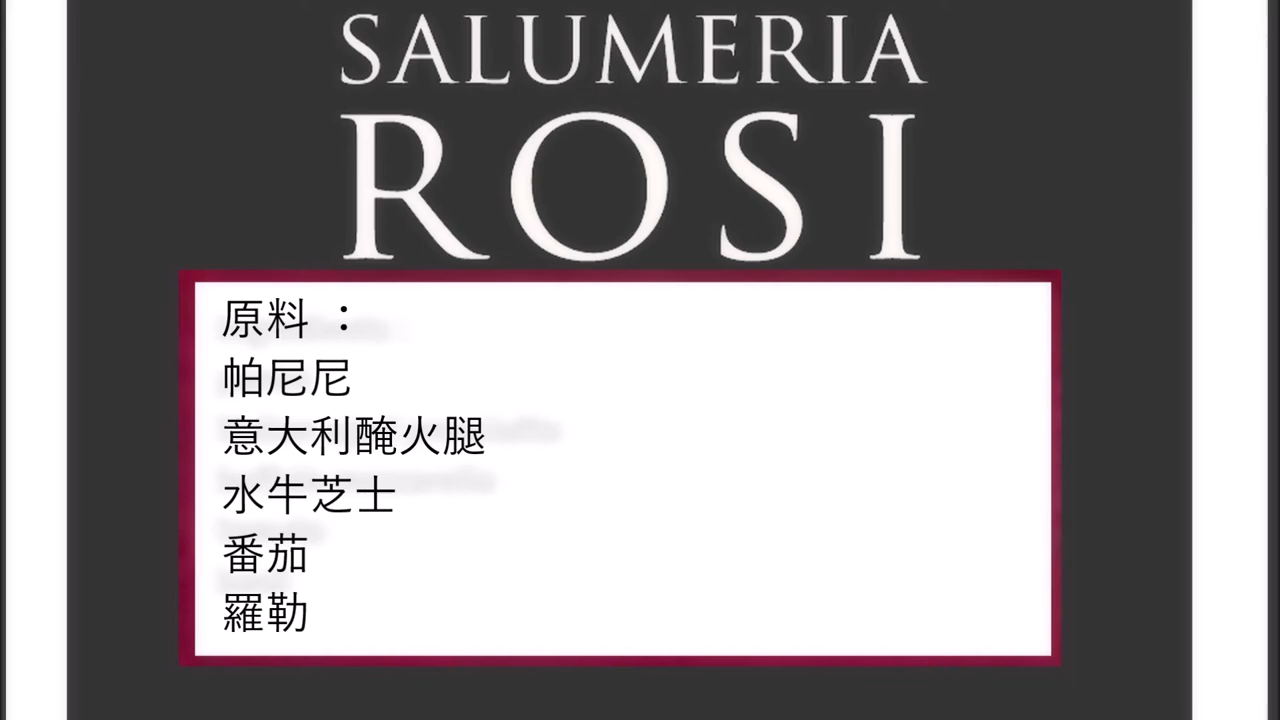 SALUMERIA
ROSI
原料 ：
帕尼尼
意大利醃火腿
水牛芝士
番茄
羅勒